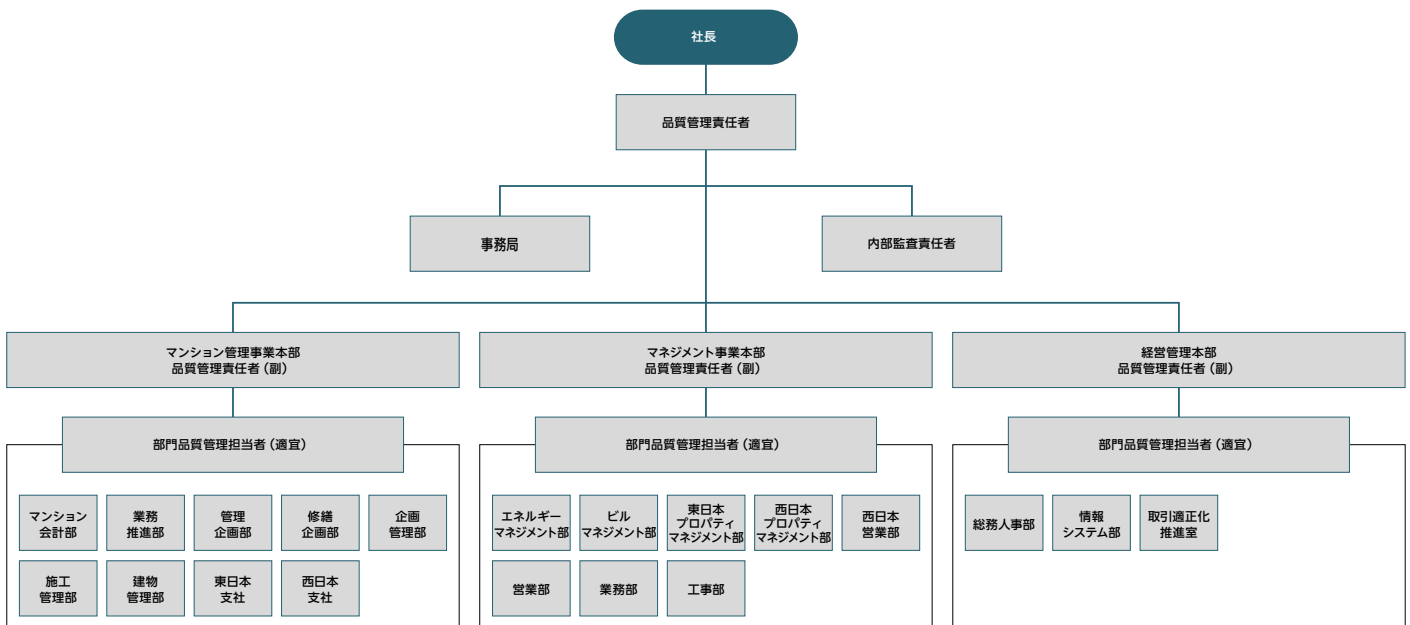 社長
品質管理責任者
事務局
内部監査責任者
マンション管理事業本部
品質管理責任者（副）
マネジメント事業本部
品質管理責任者（副）
経営管理本部
品質管理責任者（副）
部門品質管理担当者（適宜）
部門品質管理担当者（適宜）
部門品質管理担当者（適宜）
マンション
会計部
業務
推進部
管理
企画部
修繕
企画部
企画
管理部
施工
管理部
建物
管理部
東日本
支社
西日本
支社
エネルギー
マネジメント部
ビル
マネジメント部
東日本
プロパティ
マネジメント部
西日本
プロパティ
マネジメント部
西日本
営業部
営業部
業務部
工事部
総務人事部
情報
システム部
取引適正化
推進室